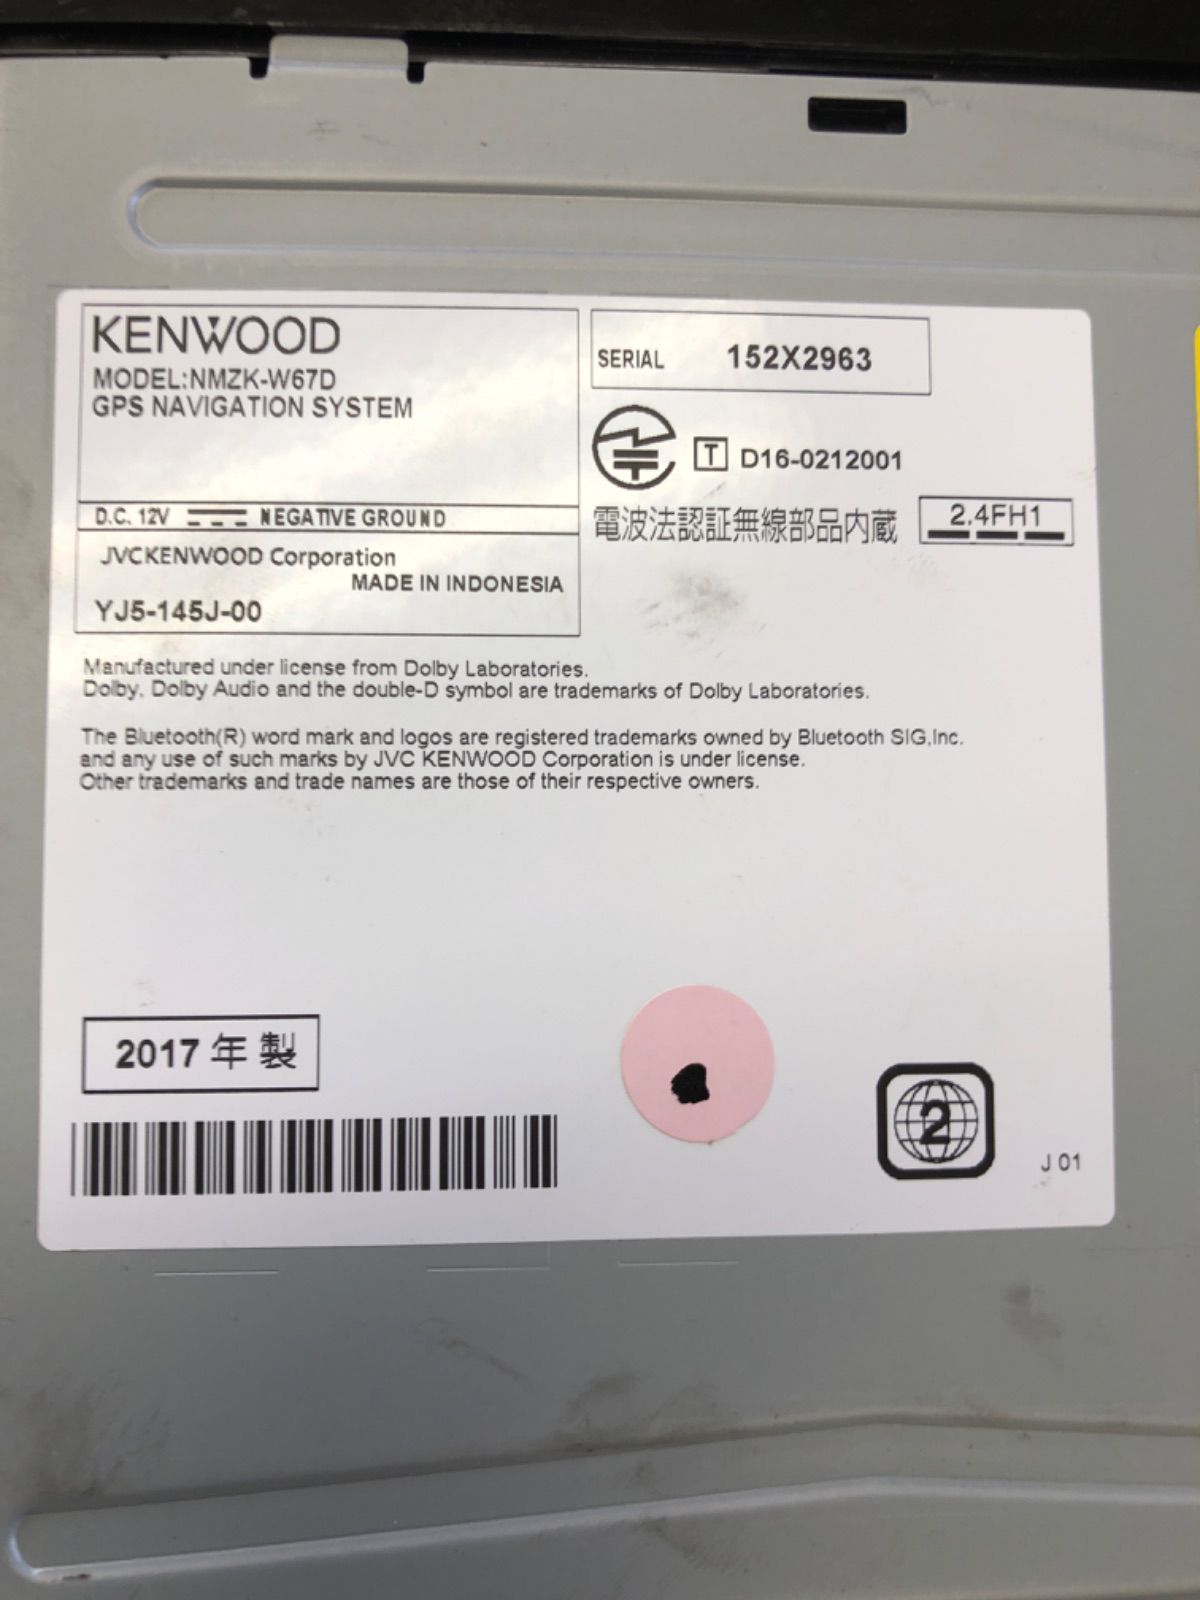 KENWOOD
MODEL:NMZK-W67D
GPS NAVIGATION SYSTEM
D.C. 12V NEGATIVE GROUND
JVCKENWOOD Corporation
MADE IN INDONESIA
YJ5-145J-00
SERIAL 152X2963
T D16-0212001
電波法認証無線部品内蔵 2.4FH1
Manufactured under license from Dolby Laboratories.
Dolby, Dolby Audio and the double-D symbol are trademarks of Dolby Laboratories.
The Bluetooth(R) word mark and logos are registered trademarks owned by Bluetooth SIG,Inc.
and any use of such marks by JVC KENWOOD Corporation is under license.
Other trademarks and trade names are those of their respective owners.
2017 年 製
2
J 01